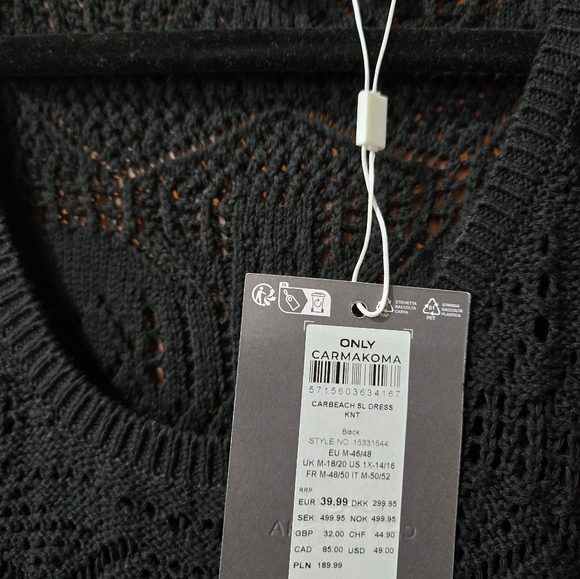 ETICHETTA
RACCOLTA
CARTA
PAP
STRINGA
RACCOLTA
PLASTICA
01
PET
ONLY
CARMAKOMA
5715603634167
CARBEACH SL DRESS
KNT
Black
STYLE NO. 15331644
EU M-46/48
UK M-18/20 US 1X-14/16
FR M-48/50 IT M-50/52
RRP
EUR 39,99 DKK 299.95
SEK 499.95 NOK 499.95
GBP 32.00 CHF 44.90
CAD 85.00 USD 49.00
PLN 189.99